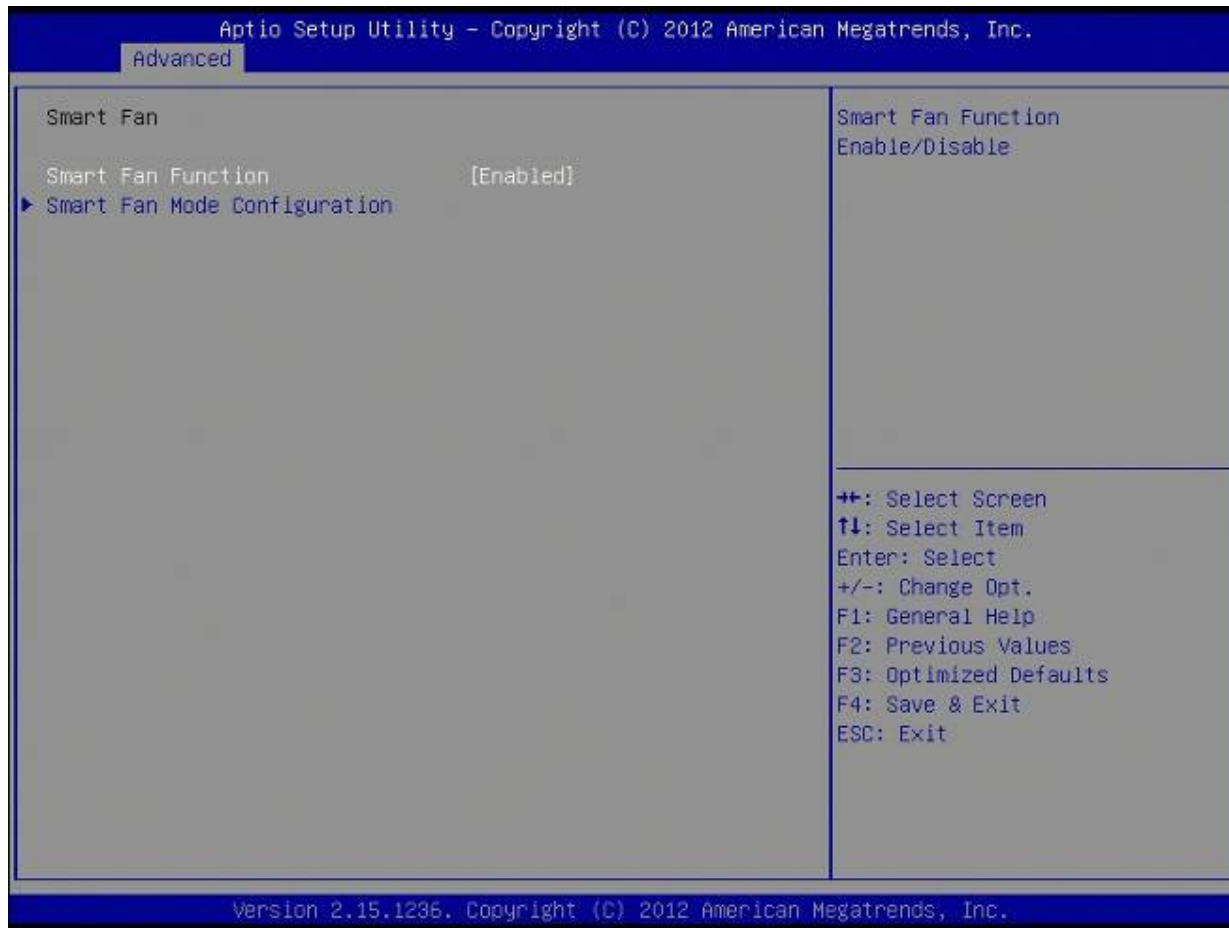 Aptio Setup Utility – Copyright (C) 2012 American Megatrends, Inc.
Advanced
Smart Fan
Smart Fan Function [Enabled]
► Smart Fan Mode Configuration
Smart Fan Function
Enable/Disable
→←: Select Screen
↑↓: Select Item
Enter: Select
+/-: Change Opt.
F1: General Help
F2: Previous Values
F3: Optimized Defaults
F4: Save & Exit
ESC: Exit
Version 2.15.1236. Copyright (C) 2012 American Megatrends, Inc.